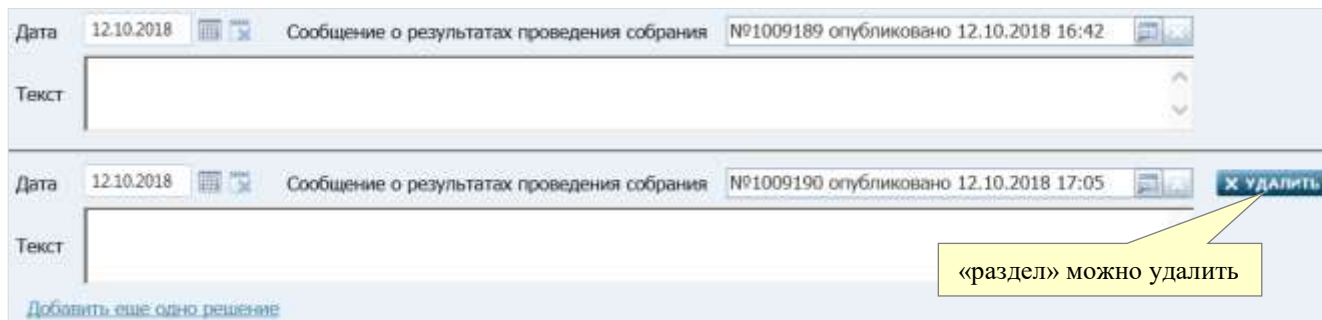 Дата 12.10.2018 Сообщение о результатах проведения собрания №1009189 опубликовано 12.10.2018 16:42
Текст
Дата 12.10.2018 Сообщение о результатах проведения собрания №1009190 опубликовано 12.10.2018 17:05 X УДАЛИТЬ
Текст
«раздел» можно удалить
Добавить еще одно решение